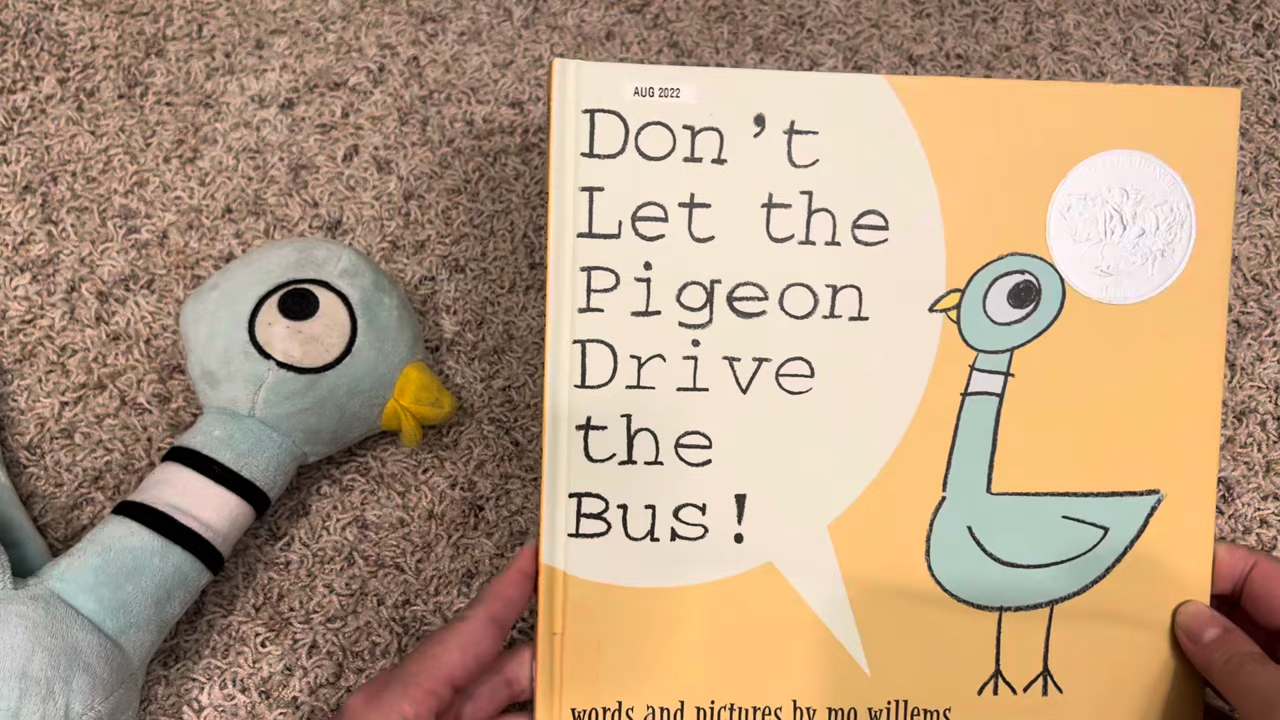 AUG 2022
Don't
Let the
Pigeon
Drive
the
Bus!
words and pictures by mo willems